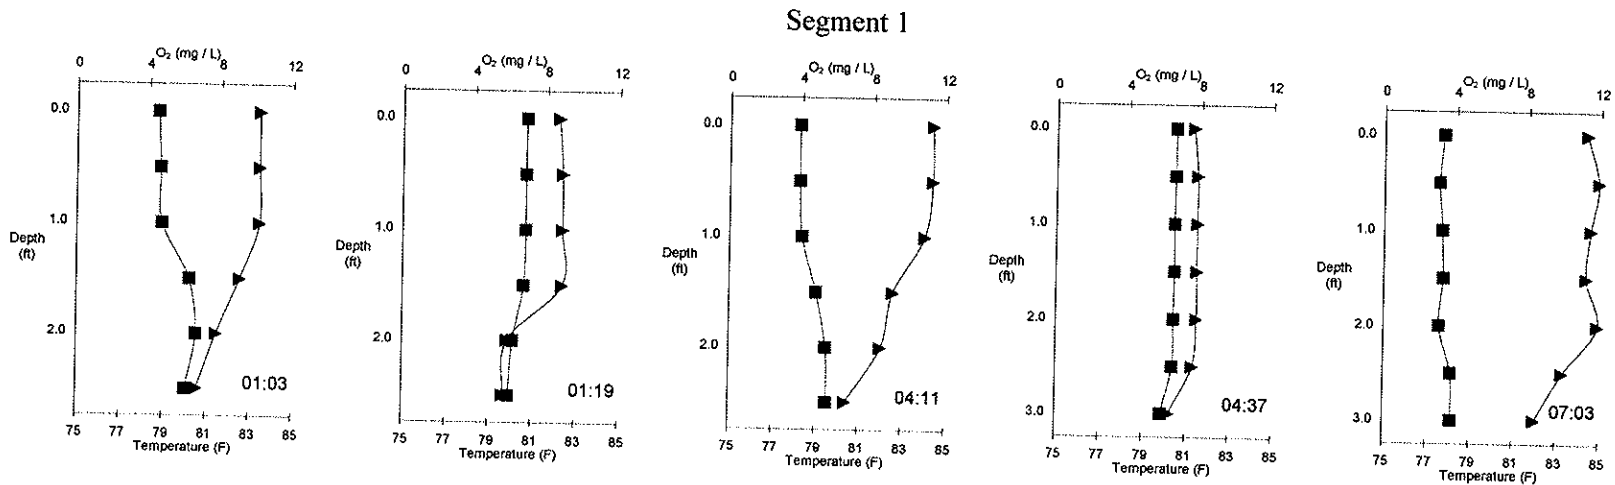 Segment 1
O₂ (mg / L)
0 4 8 12
0.0
1.0
Depth
(ft)
2.0
01:03
75 77 79 81 83 85
Temperature (F)
O₂ (mg / L)
0 4 8 12
0.0
1.0
Depth
(ft)
2.0
01:19
75 77 79 81 83 85
Temperature (F)
O₂ (mg / L)
0 4 8 12
0.0
1.0
Depth
(ft)
2.0
04:11
75 77 79 81 83 85
Temperature (F)
O₂ (mg / L)
0 4 8 12
0.0
1.0
Depth
(ft)
2.0
3.0
04:37
75 77 79 81 83 85
Temperature (F)
O₂ (mg / L)
0 4 8 12
0.0
1.0
Depth
(ft)
2.0
3.0
07:03
75 77 79 81 83 85
Temperature (F)